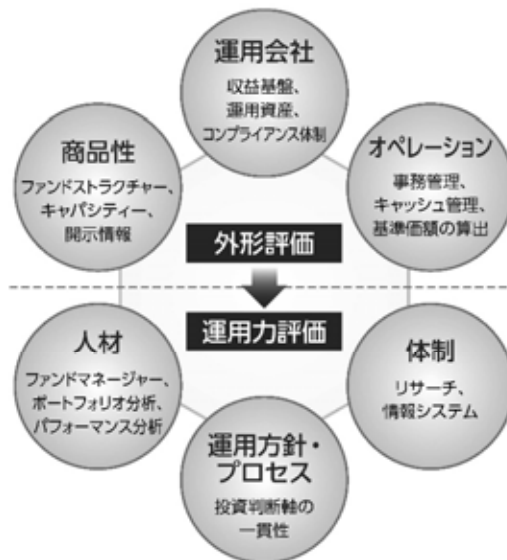 運用会社
収益基盤、
運用資産、
コンプライアンス体制
商品性
ファンドストラクチャー、
キャパシティー、
開示情報
オペレーション
事務管理、
キャッシュ管理、
基準価額の算出
外形評価
運用力評価
人材
ファンドマネージャー、
ポートフォリオ分析、
パフォーマンス分析
体制
リサーチ、
情報システム
運用方針・
プロセス
投資判断軸の
一貫性